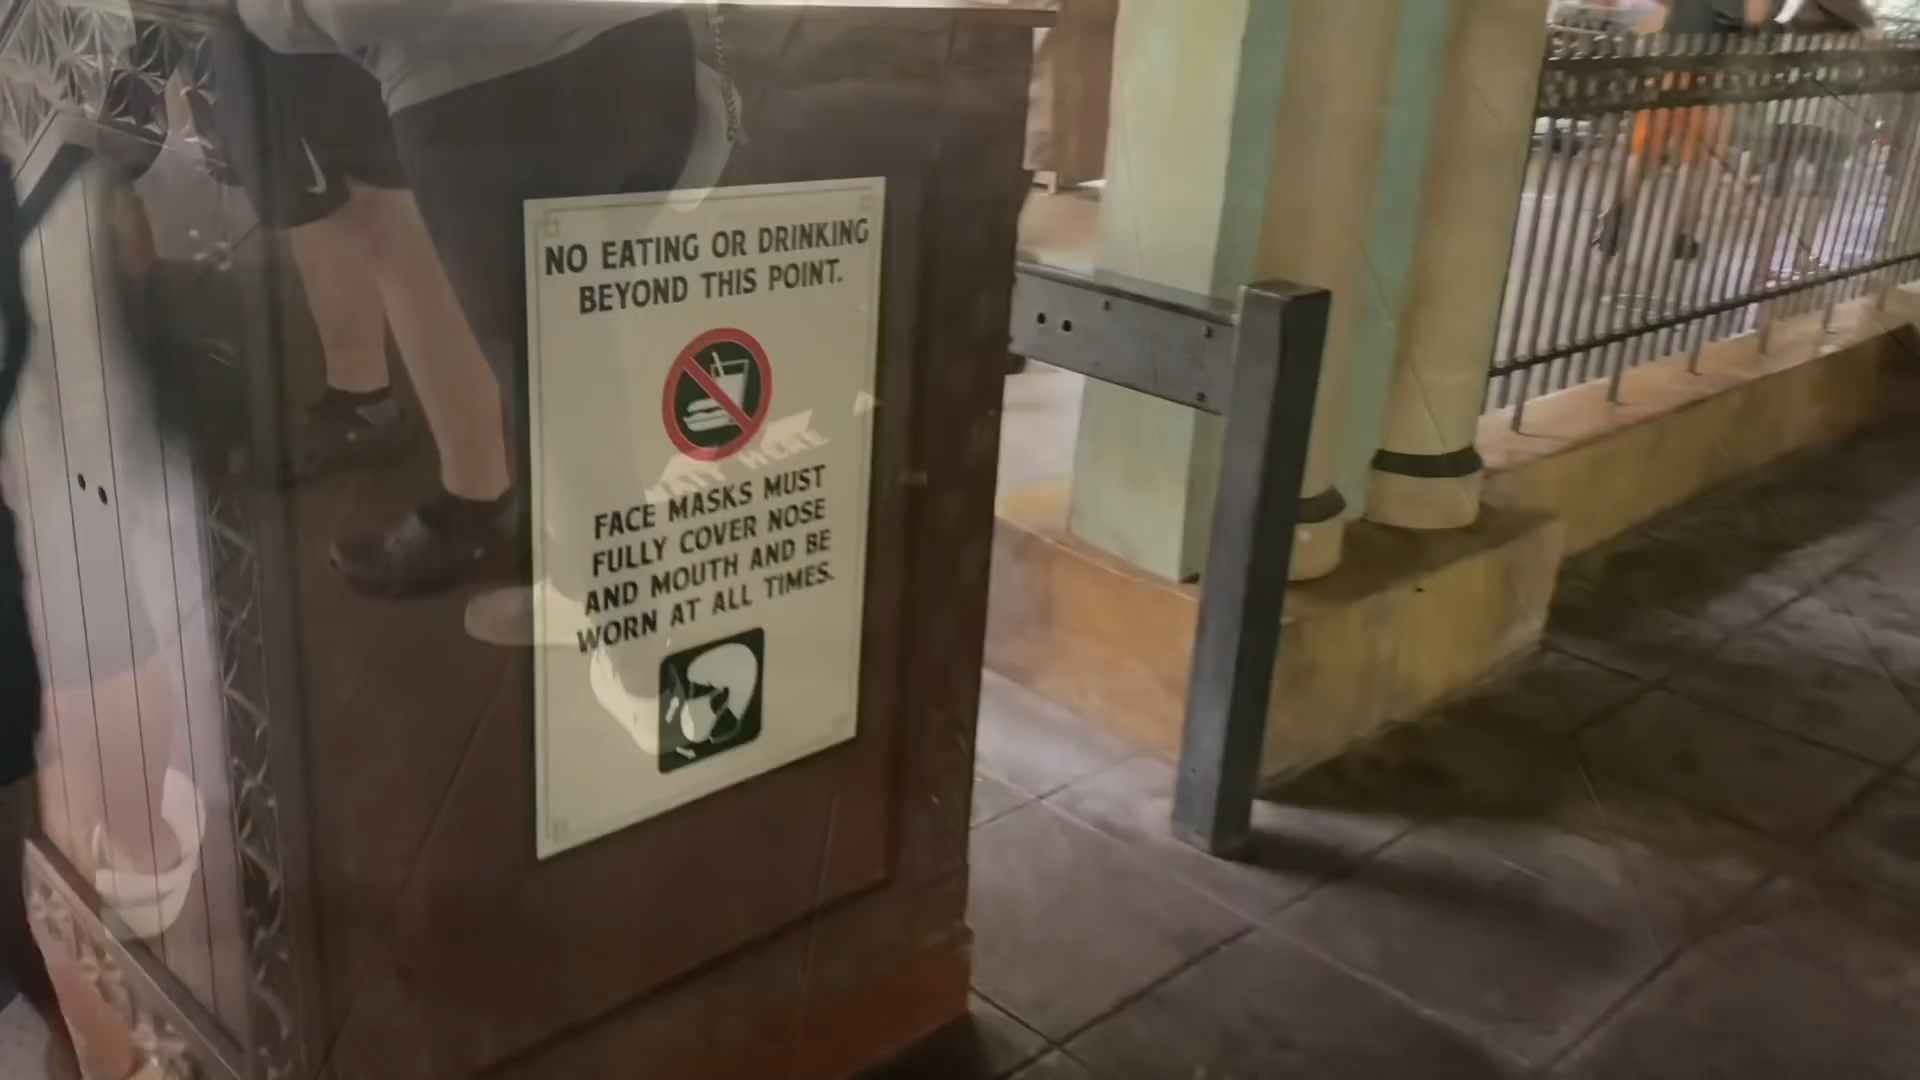 NO EATING OR DRINKING
BEYOND THIS POINT.
FACE MASKS MUST
FULLY COVER NOSE
AND MOUTH AND BE
WORN AT ALL TIMES.